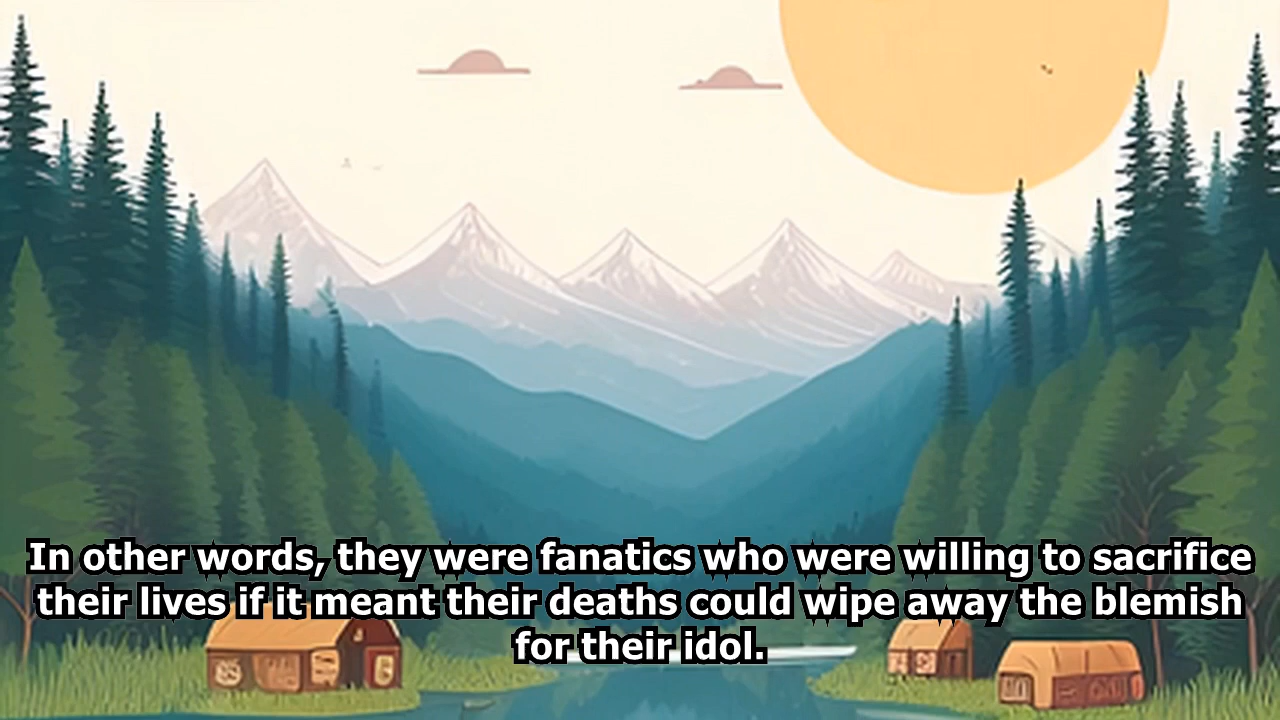 In other words, they were fanatics who were willing to sacrifice
their lives if it meant their deaths could wipe away the blemish
for their idol.